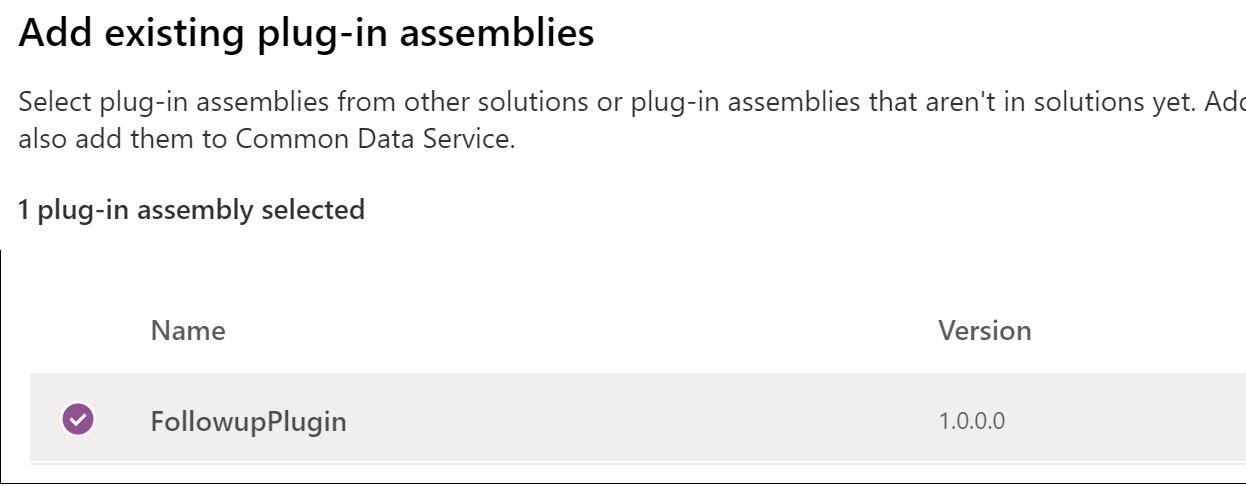 Add existing plug-in assemblies
Select plug-in assemblies from other solutions or plug-in assemblies that aren't in solutions yet.
also add them to Common Data Service.
1 plug-in assembly selected
Name Version
FollowupPlugin 1.0.0.0